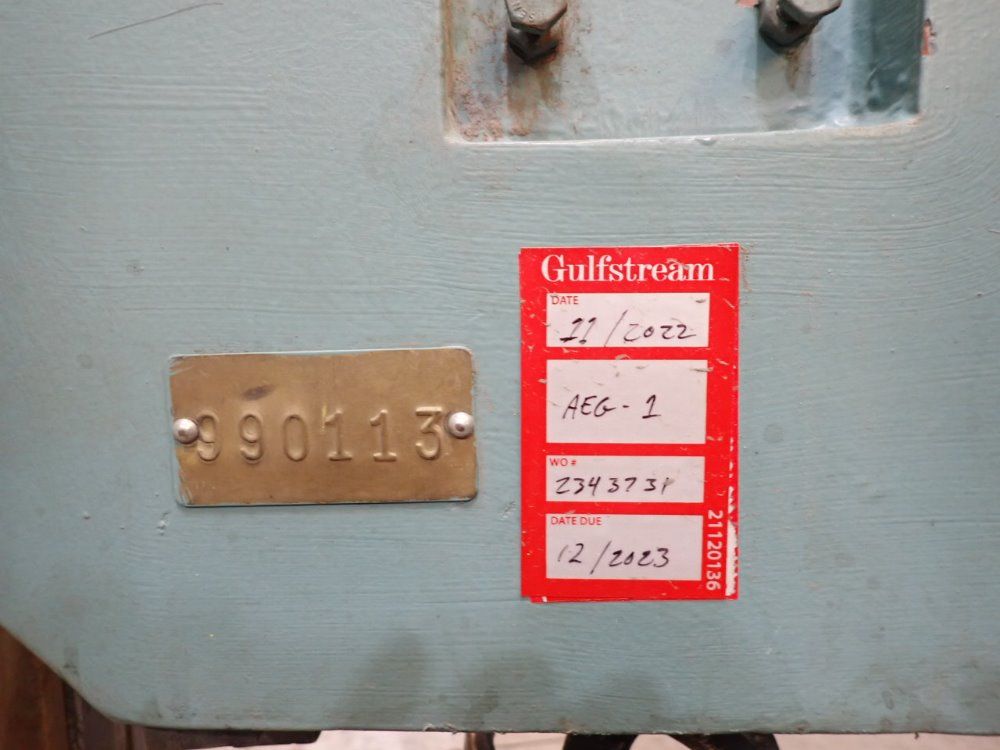 990113
Gulfstream
DATE
11/2022
AEG-1
WO #
2343731
DATE DUE
12/2023
21120136